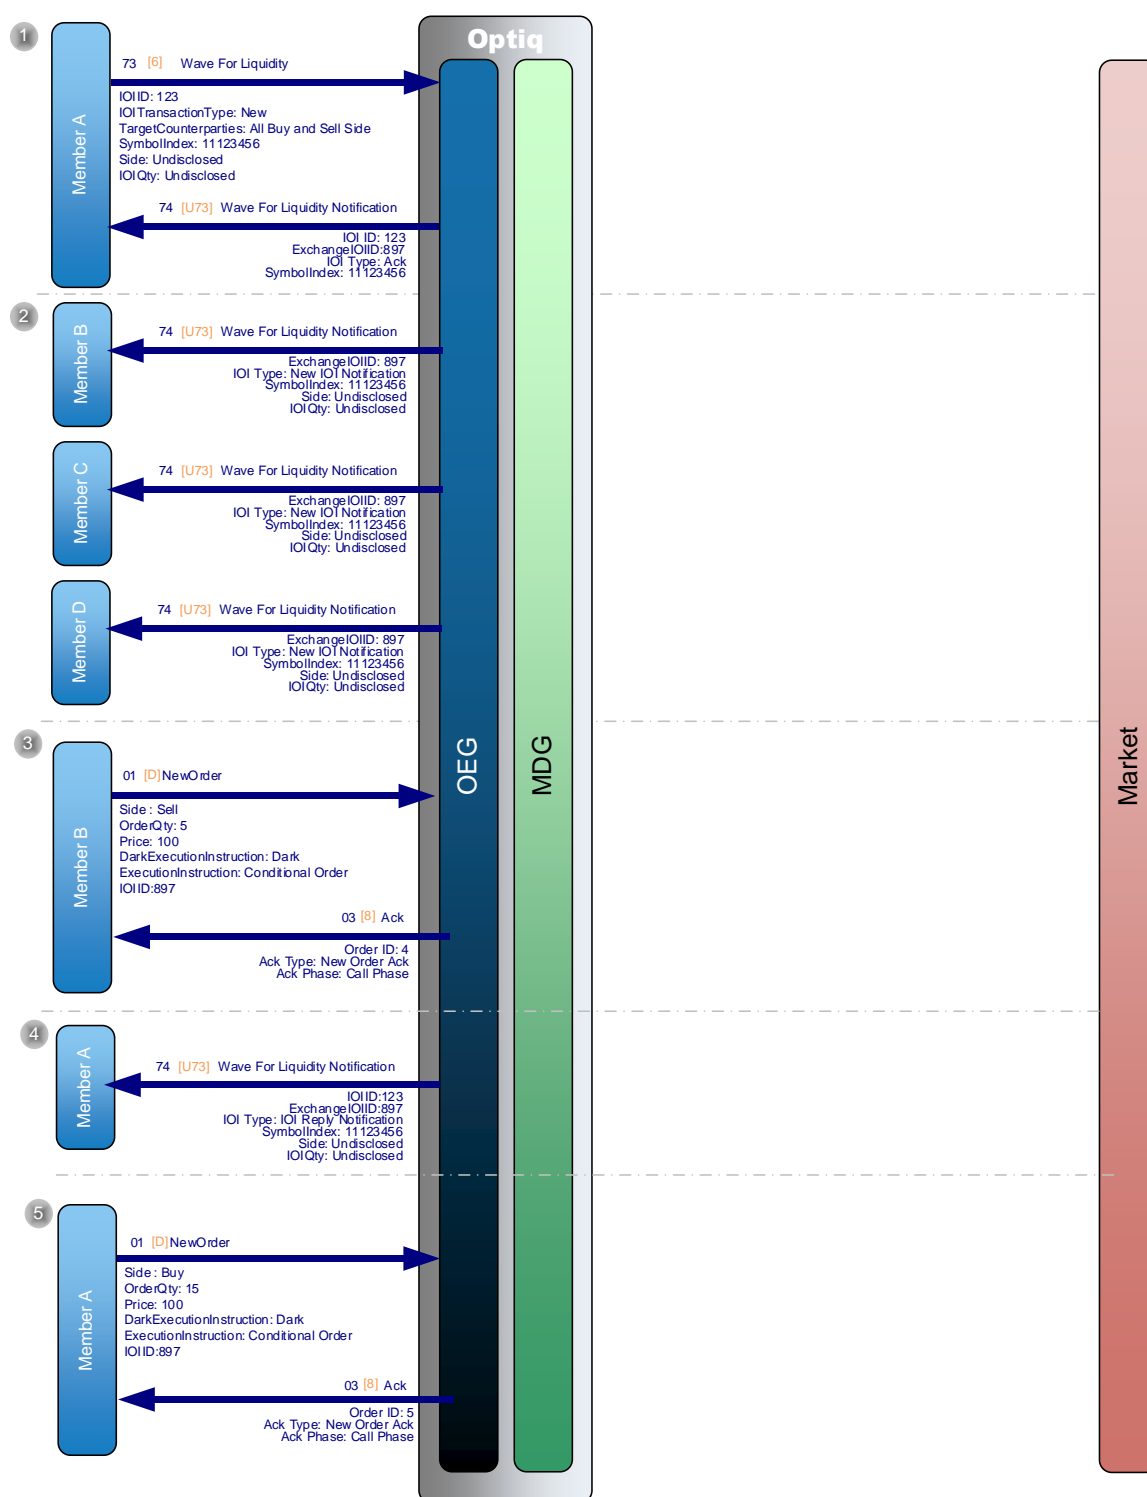 Optiq
1
Member A
73 [6] Wave For Liquidity
IOIID: 123
IOITransactionType: New
TargetCounterparties: All Buy and Sell Side
SymbolIndex: 11123456
Side: Undisclosed
IOIQty: Undisclosed
74 [U73] Wave For Liquidity Notification
IOI ID: 123
ExchangeIOIID:897
IOI Type: Ack
SymbolIndex: 11123456
2
Member B
74 [U73] Wave For Liquidity Notification
ExchangeIOIID: 897
IOI Type: New IOI Notification
SymbolIndex: 11123456
Side: Undisclosed
IOIQty: Undisclosed
Member C
74 [U73] Wave For Liquidity Notification
ExchangeIOIID: 897
IOI Type: New IOI Notification
SymbolIndex: 11123456
Side: Undisclosed
IOIQty: Undisclosed
Member D
74 [U73] Wave For Liquidity Notification
ExchangeIOIID: 897
IOI Type: New IOI Notification
SymbolIndex: 11123456
Side: Undisclosed
IOIQty: Undisclosed
OEG
MDG
Market
3
Member B
01 [D] NewOrder
Side : Sell
OrderQty: 5
Price: 100
DarkExecutionInstruction: Dark
ExecutionInstruction: Conditional Order
IOIID:897
03 [8] Ack
Order ID: 4
Ack Type: New Order Ack
Ack Phase: Call Phase
4
Member A
74 [U73] Wave For Liquidity Notification
IOIID:123
ExchangeIOIID:897
IOI Type: IOI Reply Notification
SymbolIndex: 11123456
Side: Undisclosed
IOIQty: Undisclosed
5
Member A
01 [D] NewOrder
Side : Buy
OrderQty: 15
Price: 100
DarkExecutionInstruction: Dark
ExecutionInstruction: Conditional Order
IOIID:897
03 [8] Ack
Order ID: 5
Ack Type: New Order Ack
Ack Phase: Call Phase